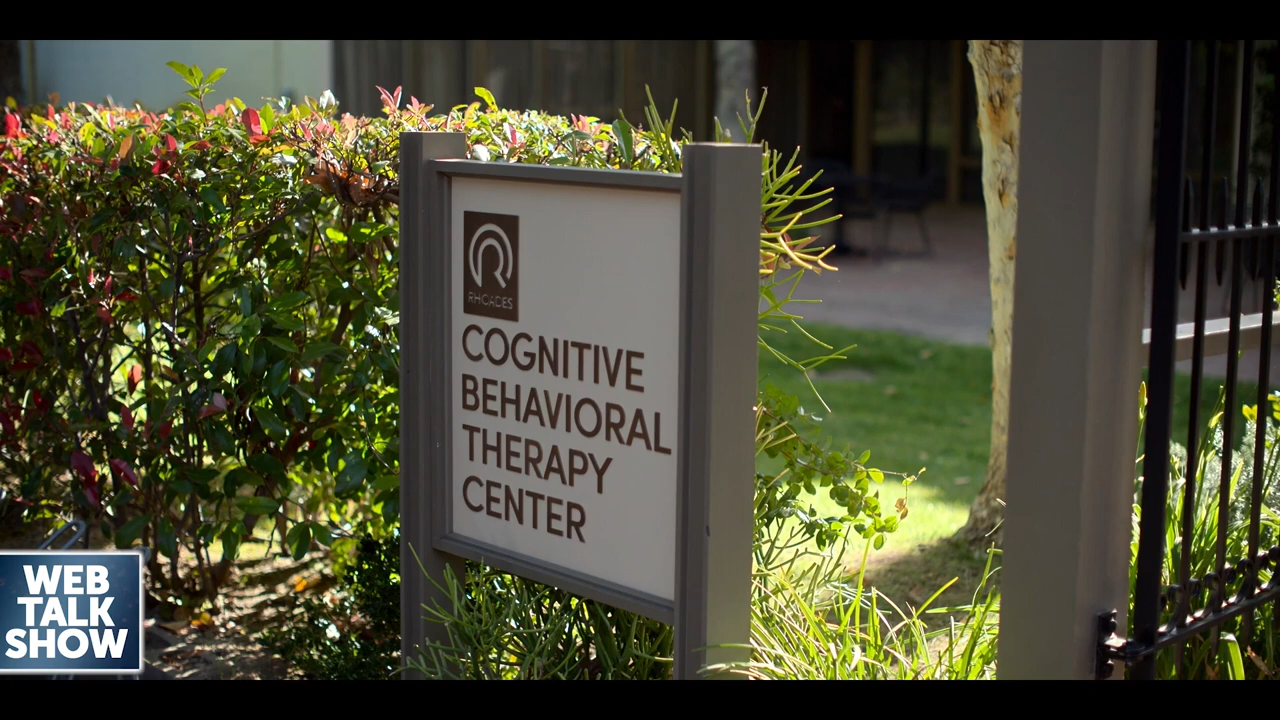 RHOADES
COGNITIVE
BEHAVIORAL
THERAPY
CENTER
WEB
TALK
SHOW